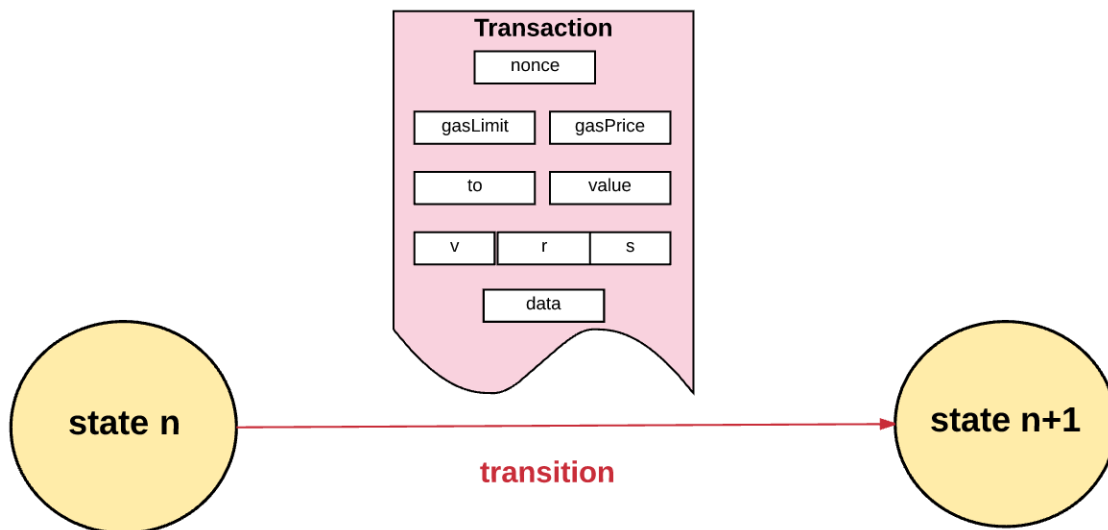 Transaction
nonce
gasLimit gasPrice
to value
v r s
data
state n
state n+1
transition